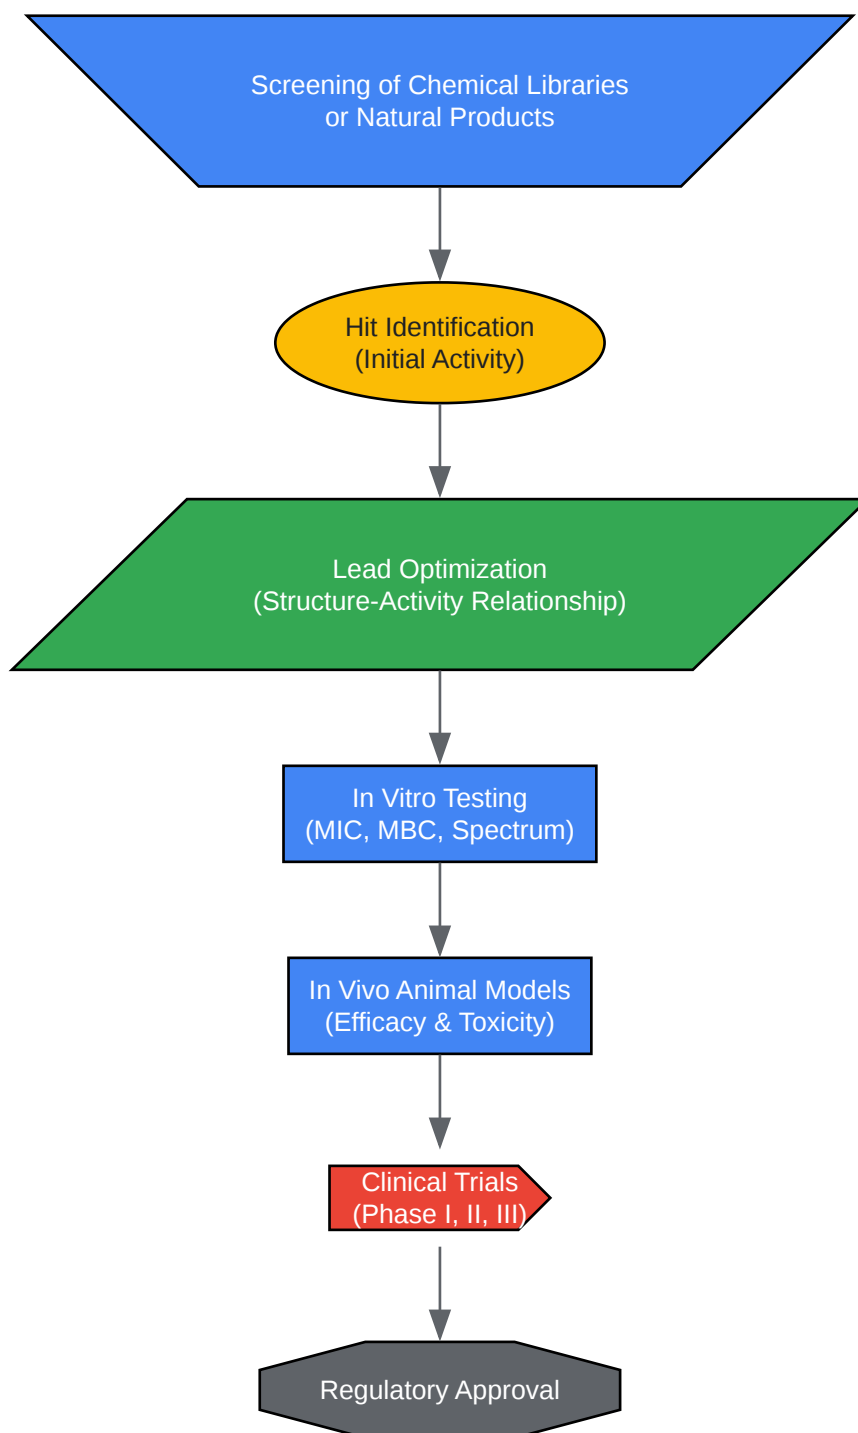 Screening of Chemical Libraries
or Natural Products
Hit Identification
(Initial Activity)
Lead Optimization
(Structure-Activity Relationship)
In Vitro Testing
(MIC, MBC, Spectrum)
In Vivo Animal Models
(Efficacy & Toxicity)
Clinical Trials
(Phase I, II, III)
Regulatory Approval